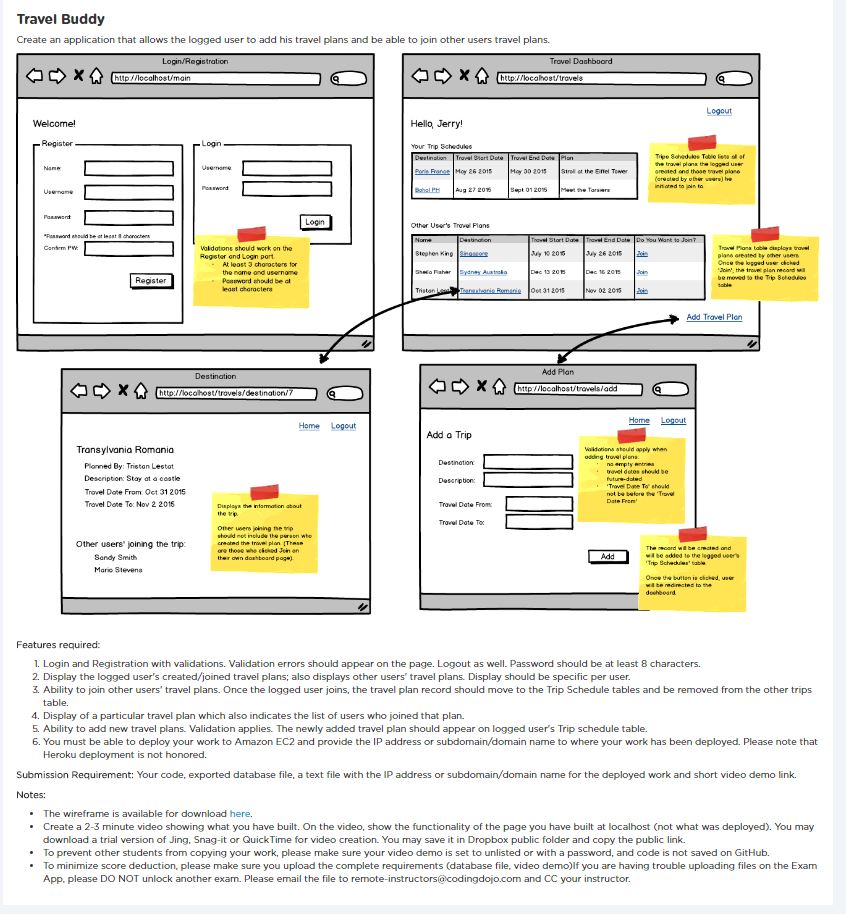 Travel Buddy
Create an application that allows the logged user to add his travel plans and be able to join other users travel plans.
Login/Registration
http://localhost/main
Welcome!
Register
Name:
Username:
Password:
*Password should be at least 8 characters
Confirm PW:
Register
Login
Username:
Password:
Login
Validations should work on the
Register and Login part.
• At least 3 characters for
the name and username
• Password should be at
least characters
Travel Dashboard
http://localhost/travels
Logout
Hello, Jerry!
Your Trip Schedules
Destination Travel Start Date Travel End Date Plan
Paris France May 26 2015 May 30 2015 Stroll at the Eiffel Tower
Bohol PH Aug 27 2015 Sept 01 2015 Meet the Tarsiers
Trips Schedules Table lists all of
the travel plans the logged user
created and those travel plans
(created by other users) he
initiated to join to.
Other User's Travel Plans
Name Destination Travel Start Date Travel End Date Do You Want to Join?
Stephen King Singapore July 10 2015 July 26 2015 Join
Sheila Fisher Sydney Australia Dec 13 2015 Dec 16 2015 Join
Tristan Lestat Transylvania Romania Oct 31 2015 Nov 02 2015 Join
Travel Plans table displays travel
plans created by other users.
Once the logged user clicked
'Join', the travel plan record will
be moved to the Trip Schedules
table
Add Travel Plan
Destination
http://localhost/travels/destination/7
Home Logout
Transylvania Romania
Planned By: Tristan Lestat
Description: Stay at a castle
Travel Date From: Oct 31 2015
Travel Date To: Nov 2 2015
Other users' joining the trip:
Sandy Smith
Mario Stevens
Displays the information about
the trip.
Other users joining the trip
should not include the person who
created the travel plan. (These
are those who clicked Join on
their own dashboard page).
Add Plan
http://localhost/travels/add
Home Logout
Add a Trip
Destination:
Description:
Travel Date From:
Travel Date To:
Add
Validations should apply when
adding travel plans:
• no empty entries
• travel dates should be
future-dated
• 'Travel Date To' should
not be before the 'Travel
Date From'
The record will be created and
will be added to the logged user's
'Trip Schedules' table.
Once the button is clicked, user
will be redirected to the
dashboard.
Features required:
1. Login and Registration with validations. Validation errors should appear on the page. Logout as well. Password should be at least 8 characters.
2. Display the logged user's created/joined travel plans; also displays other users' travel plans. Display should be specific per user.
3. Ability to join other users' travel plans. Once the logged user joins, the travel plan record should move to the Trip Schedule tables and be removed from the other trips
table.
4. Display of a particular travel plan which also indicates the list of users who joined that plan.
5. Ability to add new travel plans. Validation applies. The newly added travel plan should appear on logged user's Trip schedule table.
6. You must be able to deploy your work to Amazon EC2 and provide the IP address or subdomain/domain name to where your work has been deployed. Please note that
Heroku deployment is not honored.
Submission Requirement: Your code, exported database file, a text file with the IP address or subdomain/domain name for the deployed work and short video demo link.
Notes:
• The wireframe is available for download here.
• Create a 2-3 minute video showing what you have built. On the video, show the functionality of the page you have built at localhost (not what was deployed). You may
download a trial version of Jing, Snag-it or QuickTime for video creation. You may save it in Dropbox public folder and copy the public link.
• To prevent other students from copying your work, please make sure your video demo is set to unlisted or with a password, and code is not saved on GitHub.
• To minimize score deduction, please make sure you upload the complete requirements (database file, video demo)If you are having trouble uploading files on the Exam
App, please DO NOT unlock another exam. Please email the file to remote-instructors@codingdojo.com and CC your instructor.